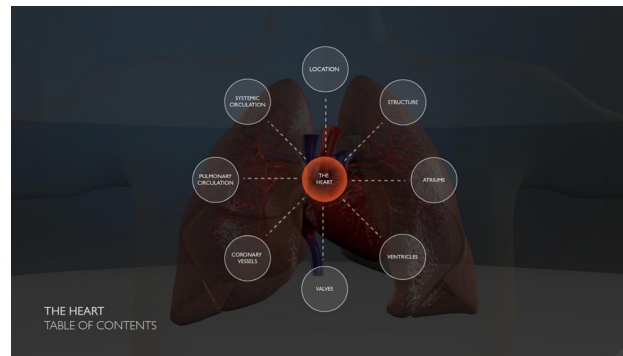 LOCATION
SYSTEMIC
CIRCULATION
STRUCTURE
PULMONARY
CIRCULATION
THE
HEART
ATRIUMS
CORONARY
VESSELS
VENTRICLES
VALVES
THE HEART
TABLE OF CONTENTS